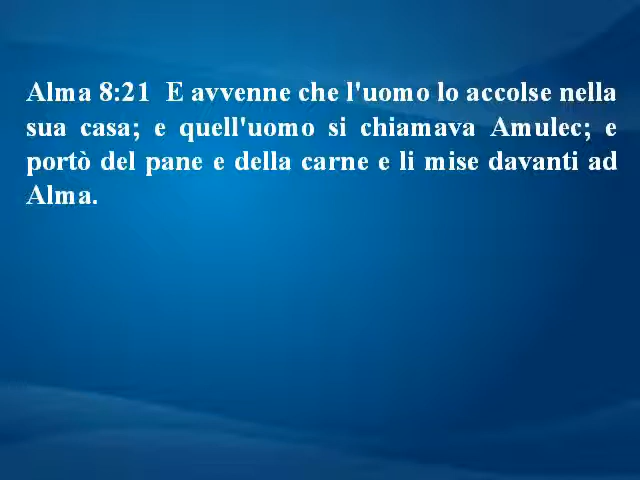 Alma 8:21  E avvenne che l'uomo lo accolse nella
sua casa; e quell'uomo si chiamava Amulec; e
portò del pane e della carne e li mise davanti ad
Alma.